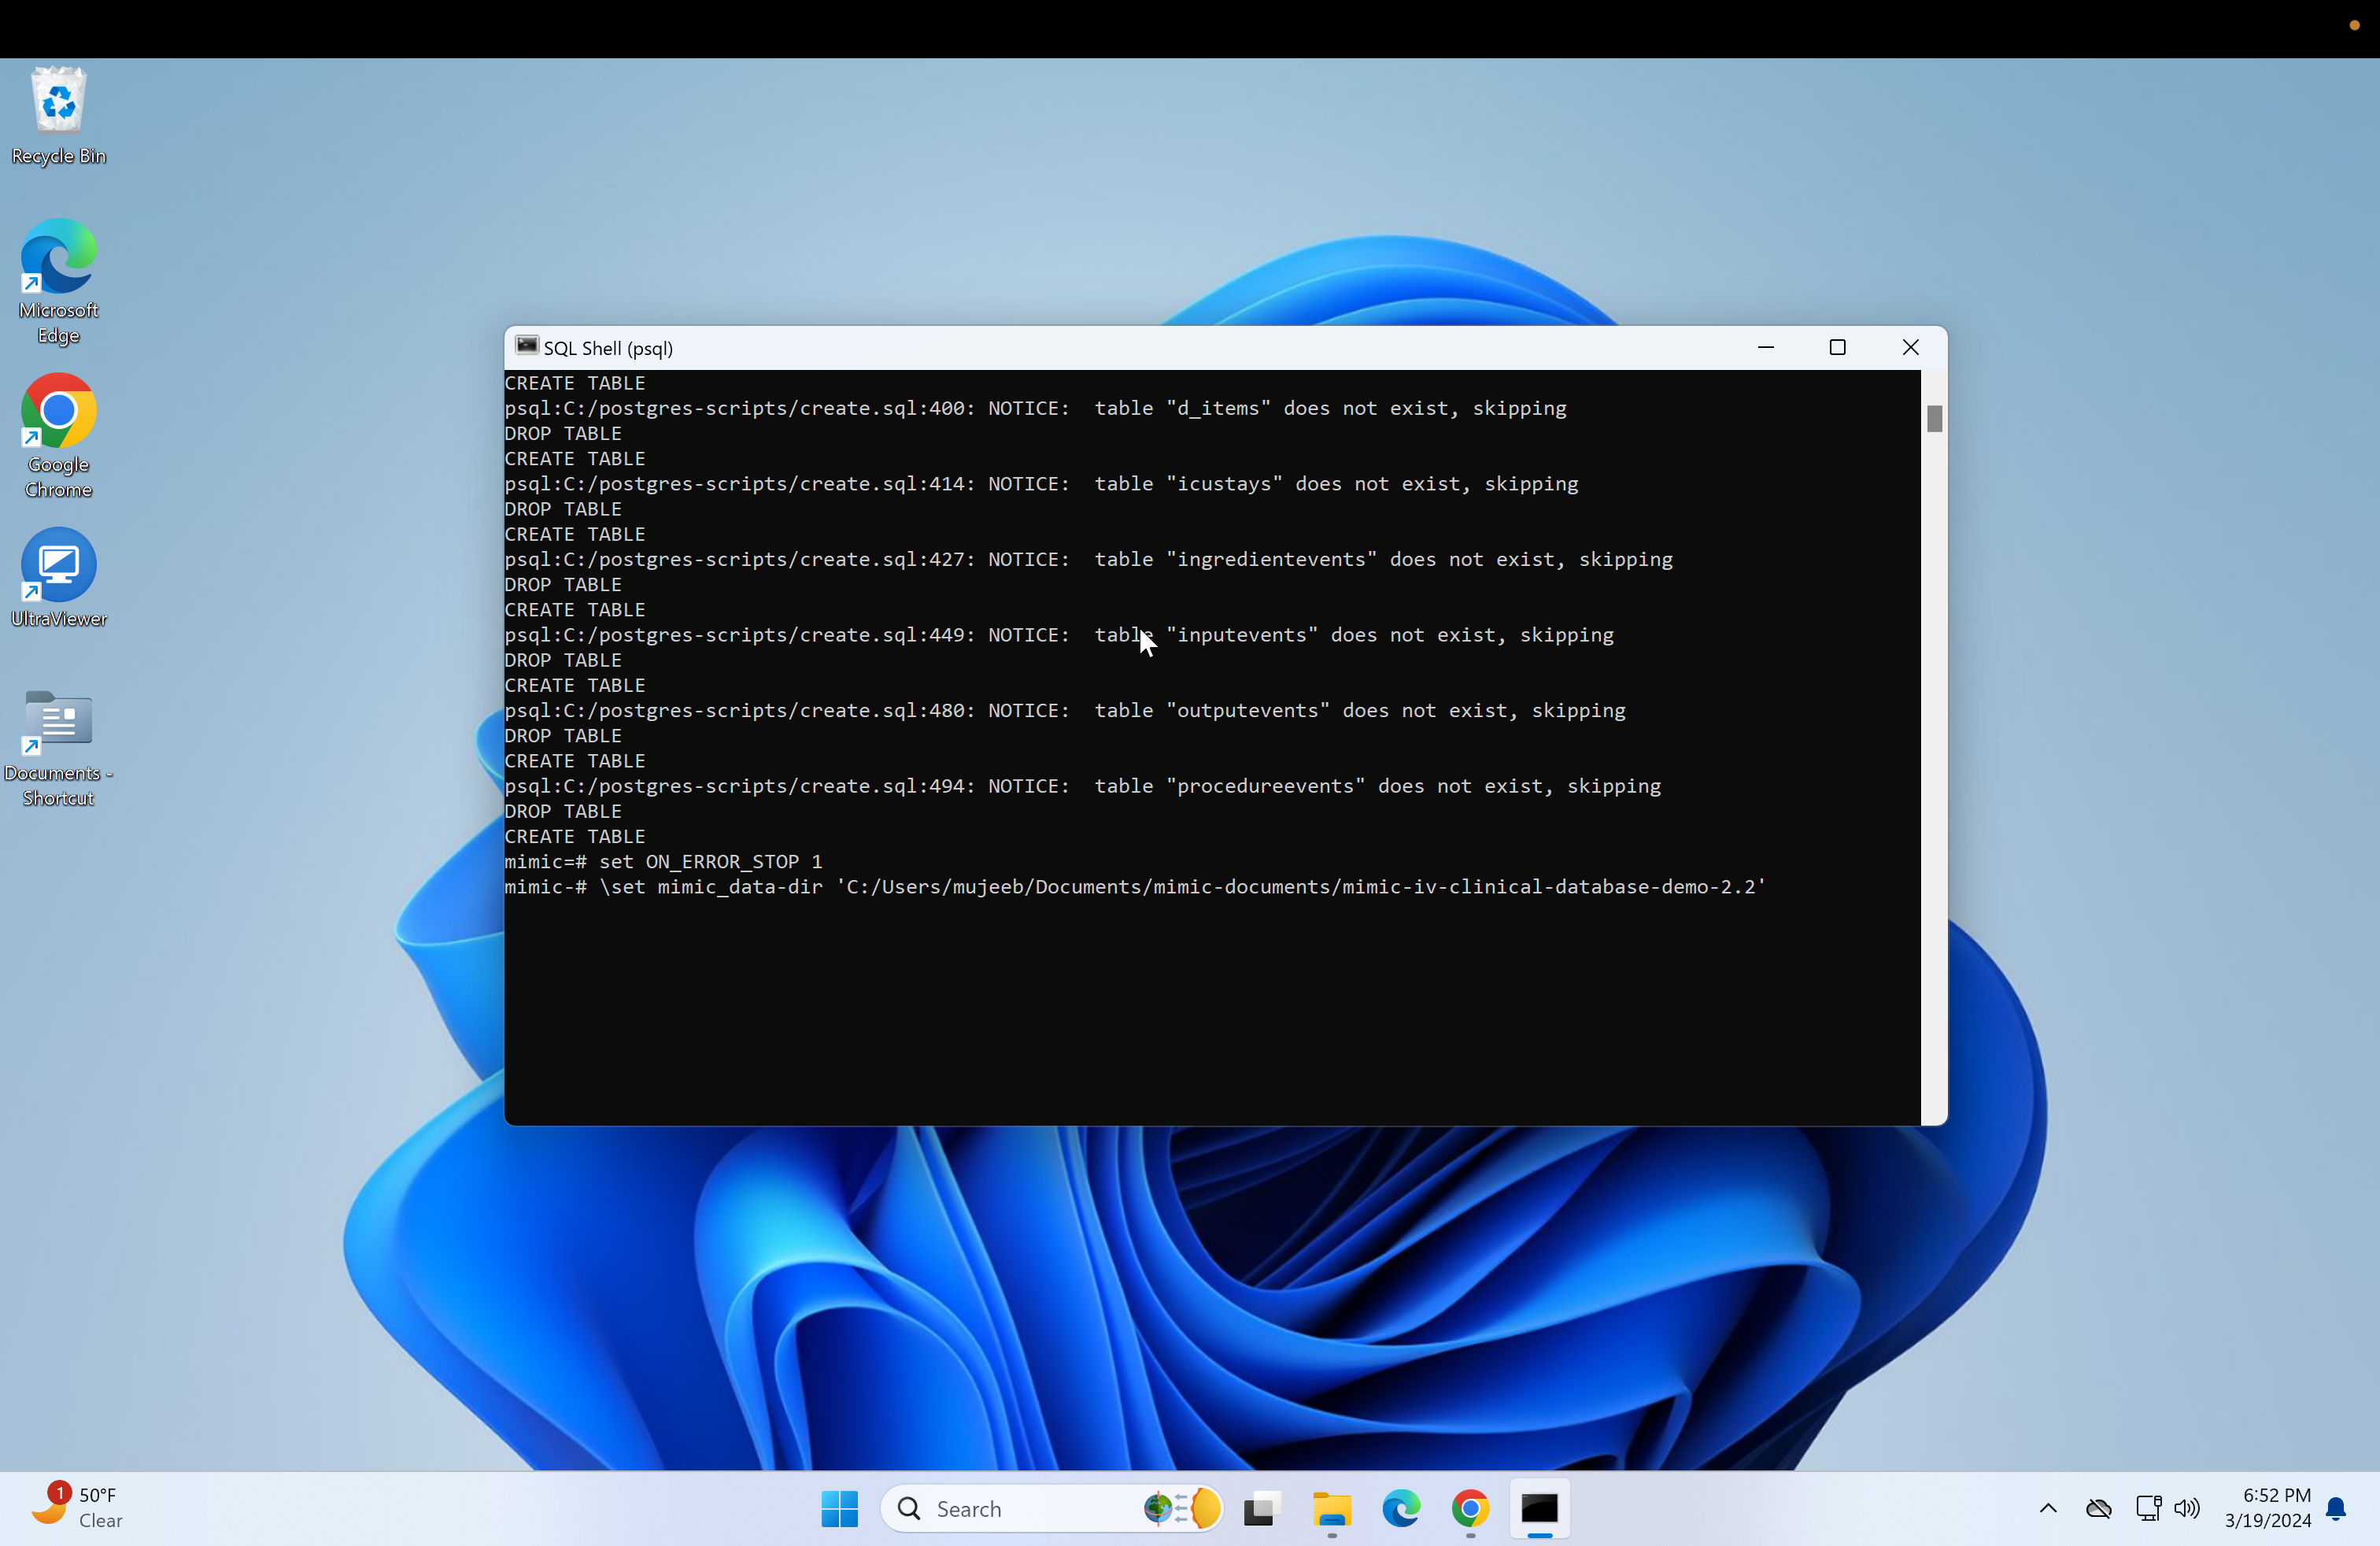 Recycle Bin
Microsoft
Edge
Google
Chrome
UltraViewer
Documents -
Shortcut
SQL Shell (psql)
CREATE TABLE
psql:C:/postgres-scripts/create.sql:400: NOTICE:  table "d_items" does not exist, skipping
DROP TABLE
CREATE TABLE
psql:C:/postgres-scripts/create.sql:414: NOTICE:  table "icustays" does not exist, skipping
DROP TABLE
CREATE TABLE
psql:C:/postgres-scripts/create.sql:427: NOTICE:  table "ingredientevents" does not exist, skipping
DROP TABLE
CREATE TABLE
psql:C:/postgres-scripts/create.sql:449: NOTICE:  table "inputevents" does not exist, skipping
DROP TABLE
CREATE TABLE
psql:C:/postgres-scripts/create.sql:480: NOTICE:  table "outputevents" does not exist, skipping
DROP TABLE
CREATE TABLE
psql:C:/postgres-scripts/create.sql:494: NOTICE:  table "procedureevents" does not exist, skipping
DROP TABLE
CREATE TABLE
mimic=# set ON_ERROR_STOP 1
mimic-# \set mimic_data-dir 'C:/Users/mujeeb/Documents/mimic-documents/mimic-iv-clinical-database-demo-2.2'
1
50°F
Clear
Search
6:52 PM
3/19/2024